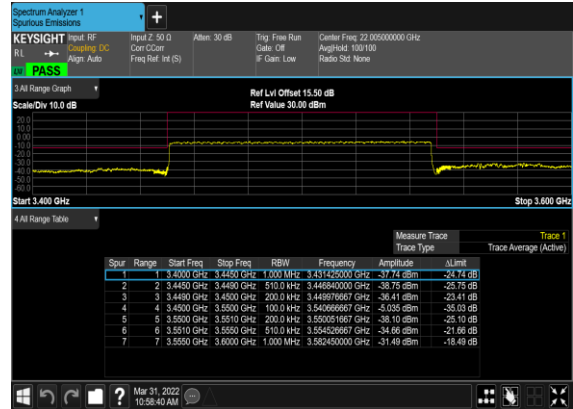 Spectrum Analyzer 1
Spurious Emissions
KEYSIGHT Input: RF Input Z: 50 Ω Atten: 30 dB Trig: Free Run Center Freq: 22.005000000 GHz
RL Coupling: DC Corr CCorr Gate: Off Avg|Hold: 100/100
Align: Auto Freq Ref: Int (S) IF Gain: Low Radio Std: None
PASS
3 All Range Graph
Ref Lvl Offset 15.50 dB
Scale/Div 10.0 dB Ref Value 30.00 dBm
20.0
10.0
0.00
-10.0
-20.0
-30.0
-40.0
-50.0
-60.0
Start 3.400 GHz Stop 3.600 GHz
4 All Range Table
Measure Trace Trace 1
Trace Type Trace Average (Active)
Spur Range Start Freq Stop Freq RBW Frequency Amplitude ΔLimit
1 1 3.4000 GHz 3.4450 GHz 1.000 MHz 3.431425000 GHz -37.74 dBm -24.74 dB
2 2 3.4450 GHz 3.4490 GHz 510.0 kHz 3.446840000 GHz -38.75 dBm -25.75 dB
3 3 3.4490 GHz 3.4500 GHz 200.0 kHz 3.449976667 GHz -36.41 dBm -23.41 dB
4 4 3.4500 GHz 3.5500 GHz 100.0 kHz 3.540666667 GHz -5.035 dBm -35.03 dB
5 5 3.5500 GHz 3.5510 GHz 200.0 kHz 3.550051667 GHz -38.10 dBm -25.10 dB
6 6 3.5510 GHz 3.5550 GHz 510.0 kHz 3.554526667 GHz -34.66 dBm -21.66 dB
7 7 3.5550 GHz 3.6000 GHz 1.000 MHz 3.582450000 GHz -31.49 dBm -18.49 dB
Mar 31, 2022
10:58:40 AM